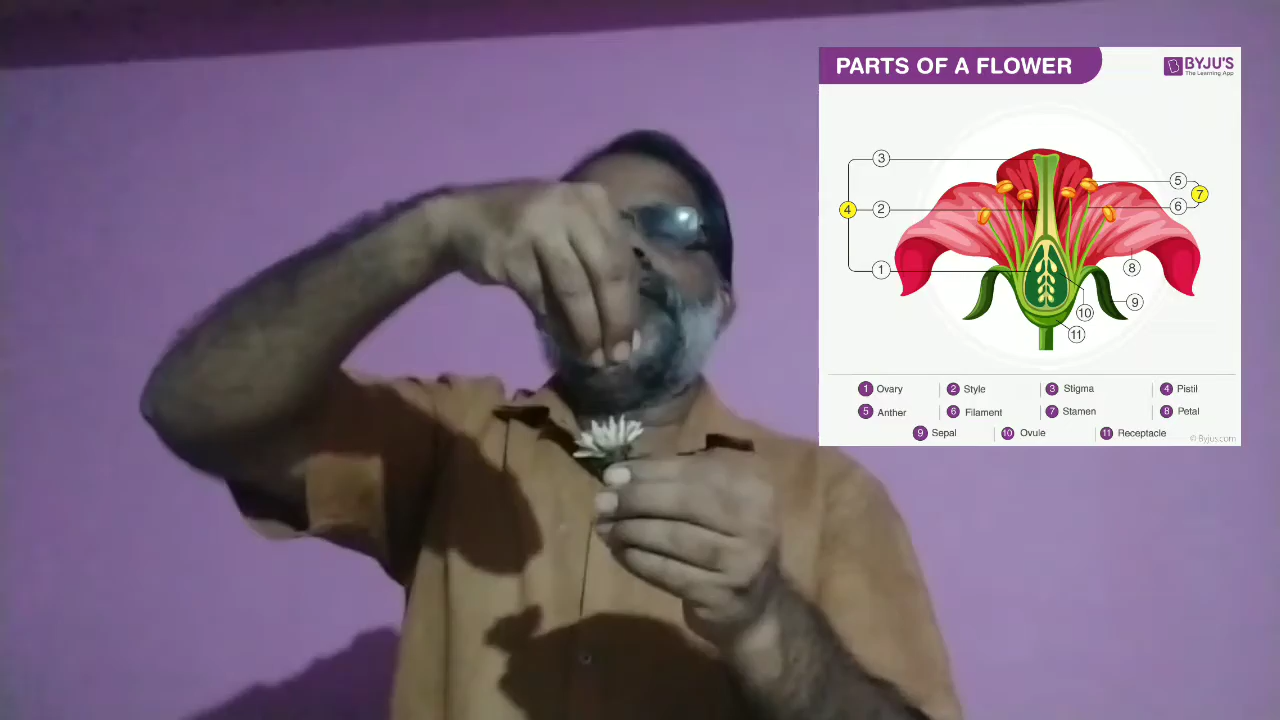 PARTS OF A FLOWER
BYJU'S
The Learning App
3
5
7
4
2
6
8
1
9
10
11
1 Ovary
2 Style
3 Stigma
4 Pistil
5 Anther
6 Filament
7 Stamen
8 Petal
9 Sepal
10 Ovule
11 Receptacle
© Byjus.com